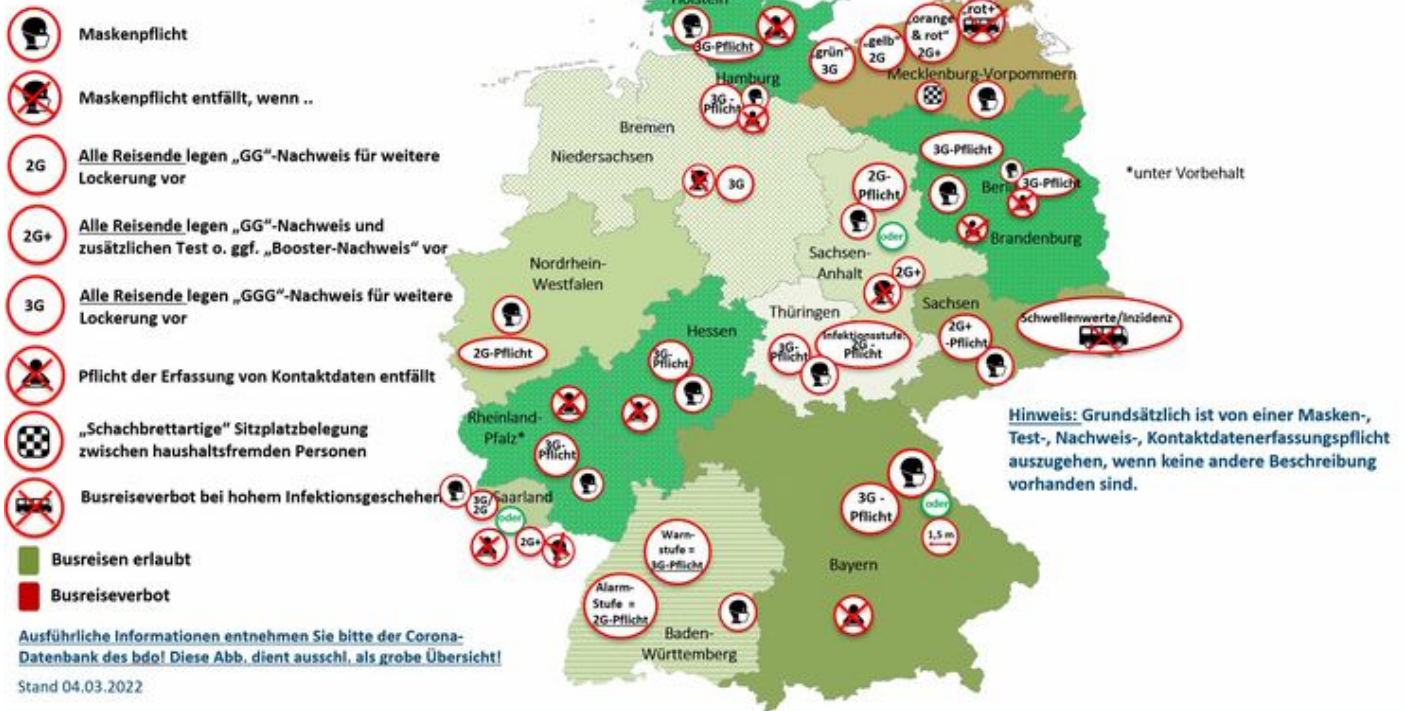 Maskenpflicht
Maskenpflicht entfällt, wenn ..
2G
Alle Reisende legen „GG“-Nachweis für weitere
Lockerung vor
2G+
Alle Reisende legen „GG“-Nachweis und
zusätzlichen Test o. ggf. „Booster-Nachweis“ vor
3G
Alle Reisende legen „GGG“-Nachweis für weitere
Lockerung vor
Pflicht der Erfassung von Kontaktdaten entfällt
„Schachbrettartige“ Sitzplatzbelegung
zwischen haushaltsfremden Personen
Busreiseverbot bei hohem Infektionsgeschehen
Busreisen erlaubt
Busreiseverbot
Ausführliche Informationen entnehmen Sie bitte der Corona-
Datenbank des bdo! Diese Abb. dient ausschl. als grobe Übersicht!
Stand 04.03.2022
Holstein
3G-Pflicht
„grün“
3G
„gelb“
2G
„orange
& rot“
2G+
„rot+“
Mecklenburg-Vorpommern
Hamburg
3G -
Pflicht
Bremen
Niedersachsen
3G
2G-
Pflicht
oder
Sachsen-
Anhalt
2G+
3G-Pflicht
Berlin
3G-Pflicht
Brandenburg
*unter Vorbehalt
Nordrhein-
Westfalen
2G-Pflicht
Hessen
3G-
Pflicht
Thüringen
3G-
Pflicht
Infektionsstufe:
2G -
Pflicht
Sachsen
2G+
-Pflicht
Schwellenwerte/Inzidenz
Rheinland-
Pfalz*
3G-
Pflicht
Saarland
3G/
2G
oder
2G+
Warn-
stufe =
3G-Pflicht
Alarm-
Stufe =
2G-Pflicht
Baden-
Württemberg
3G -
Pflicht
oder
1,5 m
Bayern
Hinweis: Grundsätzlich ist von einer Masken-,
Test-, Nachweis-, Kontaktdatenerfassungspflicht
auszugehen, wenn keine andere Beschreibung
vorhanden sind.